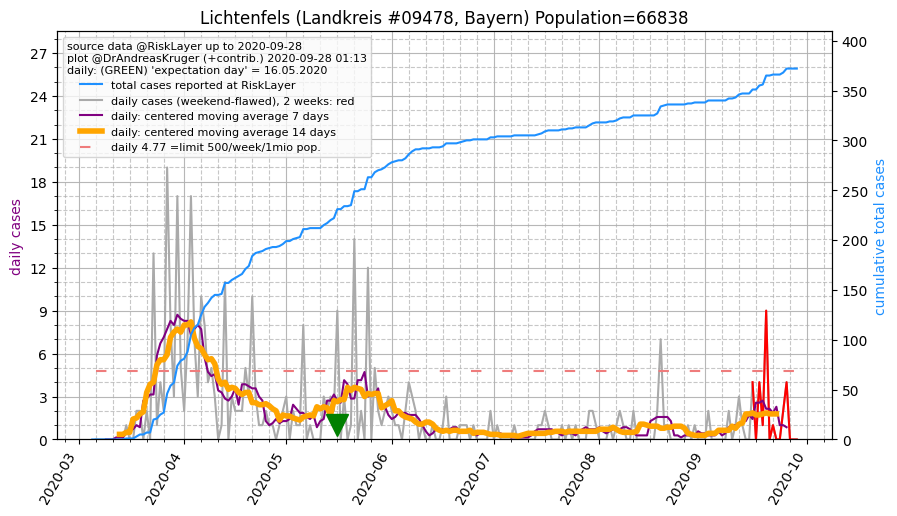 Lichtenfels (Landkreis #09478, Bayern) Population=66838
source data @RiskLayer up to 2020-09-28
plot @DrAndreasKruger (+contrib.) 2020-09-28 01:13
daily: (GREEN) 'expectation day' = 16.05.2020
total cases reported at RiskLayer
daily cases (weekend-flawed), 2 weeks: red
daily: centered moving average 7 days
daily: centered moving average 14 days
daily 4.77 =limit 500/week/1mio pop.
daily cases
27
24
21
18
15
12
9
6
3
0
cumulative total cases
400
350
300
250
200
150
100
50
0
2020-03
2020-04
2020-05
2020-06
2020-07
2020-08
2020-09
2020-10